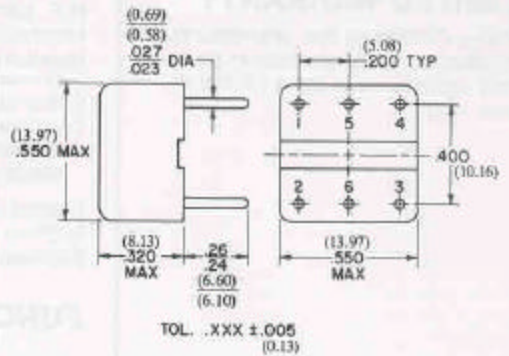 (0.69)
(0.58)
.027
.023 DIA
(5.08)
.200 TYP
1 5 4
(13.97)
.550 MAX
.400
(10.16)
2 6 3
(8.13)
.320
MAX
.26
.24
(6.60)
(6.10)
(13.97)
.550
MAX
TOL. .XXX ±.005
(0.13)